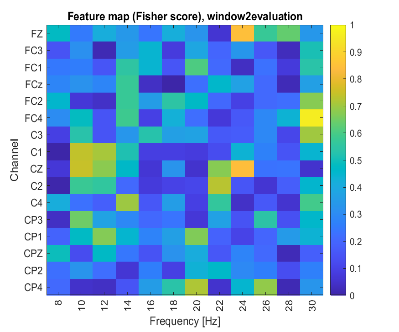 Feature map (Fisher score), window2evaluation
FZ
FC3
FC1
FCz
FC2
FC4
C3
C1
CZ
C2
C4
CP3
CP1
CPZ
CP2
CP4
Channel
8 10 12 14 16 18 20 22 24 26 28 30
Frequency [Hz]
1
0.9
0.8
0.7
0.6
0.5
0.4
0.3
0.2
0.1
0